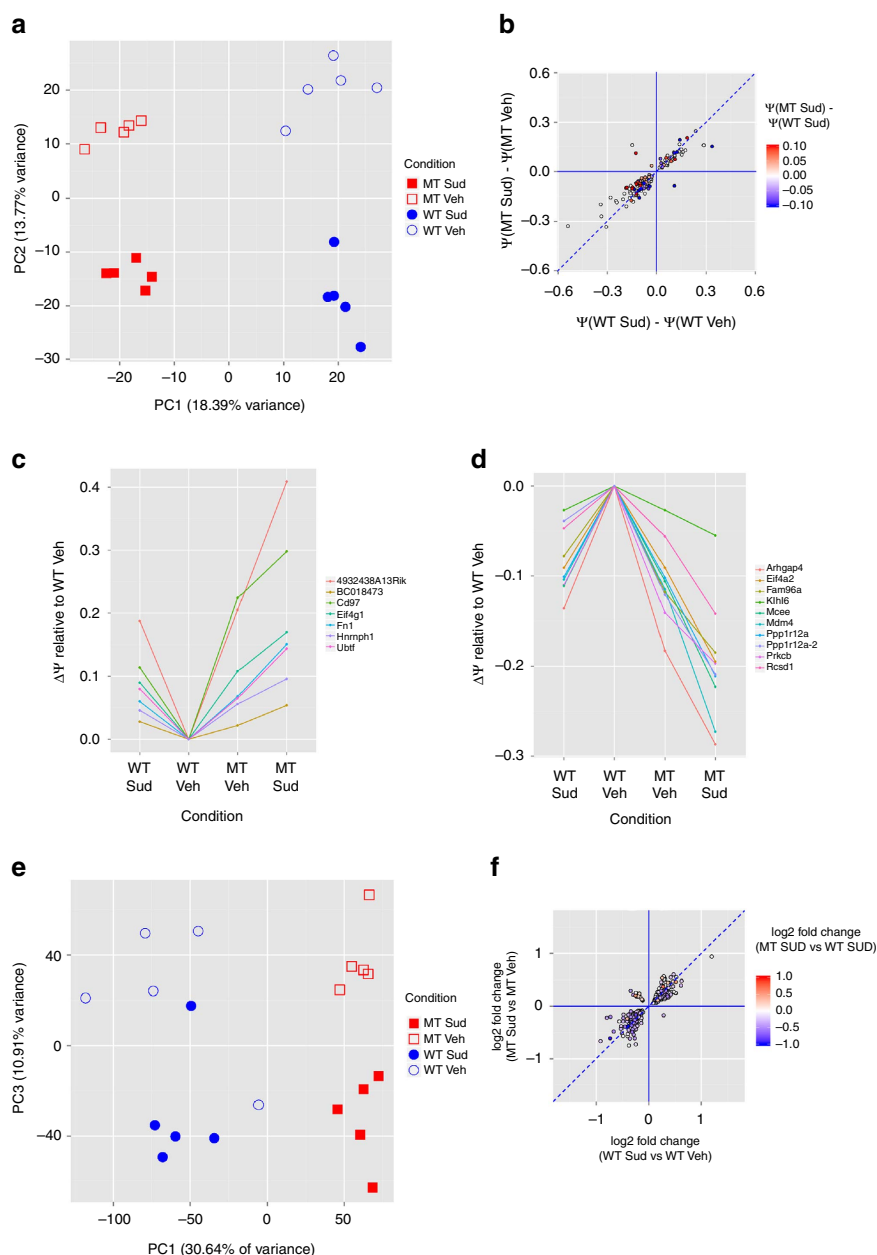 a
20
10
0
−10
−20
−30
PC2 (13.77% variance)
−20
−10
0
10
20
PC1 (18.39% variance)
Condition
MT Sud
MT Veh
WT Sud
WT Veh
b
0.6
0.3
0.0
−0.3
−0.6
Ψ(MT Sud) - Ψ(MT Veh)
−0.6
−0.3
0.0
0.3
0.6
Ψ(WT Sud) - Ψ(WT Veh)
Ψ(MT Sud) -
Ψ(WT Sud)
0.10
0.05
0.00
−0.05
−0.10
c
0.4
0.3
0.2
0.1
0.0
ΔΨ relative to WT Veh
WT Sud
WT Veh
MT Veh
MT Sud
Condition
4932438A13Rik
BC018473
Cd97
Eif4g1
Fn1
Hnrnph1
Ubtf
d
0.0
−0.1
−0.2
−0.3
ΔΨ relative to WT Veh
WT Sud
WT Veh
MT Veh
MT Sud
Condition
Arhgap4
Eif4a2
Fam96a
Klhl6
Mcee
Mdm4
Ppp1r12a
Ppp1r12a-2
Prkcb
Rcsd1
e
40
0
−40
PC3 (10.91% variance)
−100
−50
0
50
PC1 (30.64% of variance)
Condition
MT Sud
MT Veh
WT Sud
WT Veh
f
1
0
−1
log2 fold change
(MT Sud vs MT Veh)
−1
0
1
log2 fold change
(WT Sud vs WT Veh)
log2 fold change
(MT SUD vs WT SUD)
1.0
0.5
0.0
−0.5
−1.0